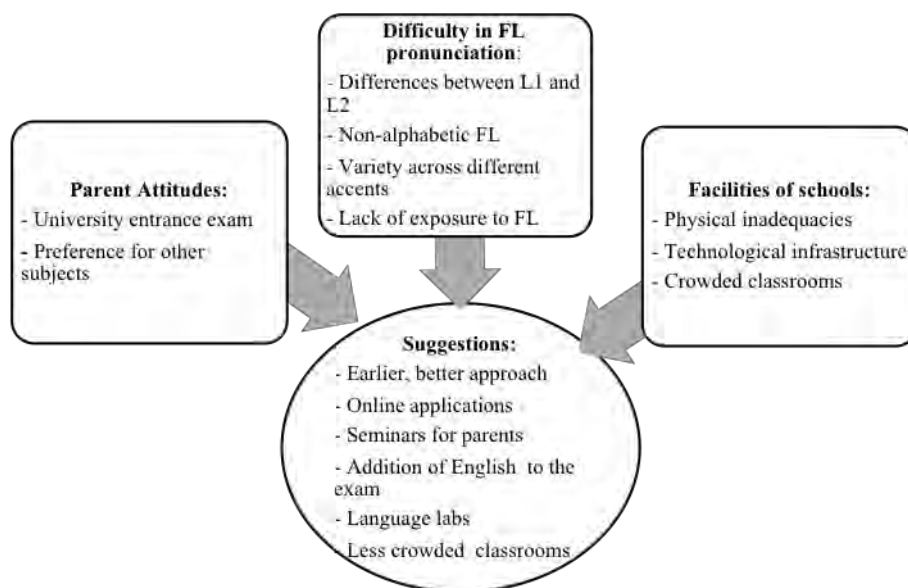 Difficulty in FL
pronunciation:
- Differences between L1 and
L2
- Non-alphabetic FL
- Variety across different
accents
- Lack of exposure to FL
Parent Attitudes:
- University entrance exam
- Preference for other
subjects
Facilities of schools:
- Physical inadequacies
- Technological infrastructure
- Crowded classrooms
Suggestions:
- Earlier, better approach
- Online applications
- Seminars for parents
- Addition of English to the
exam
- Language labs
- Less crowded classrooms